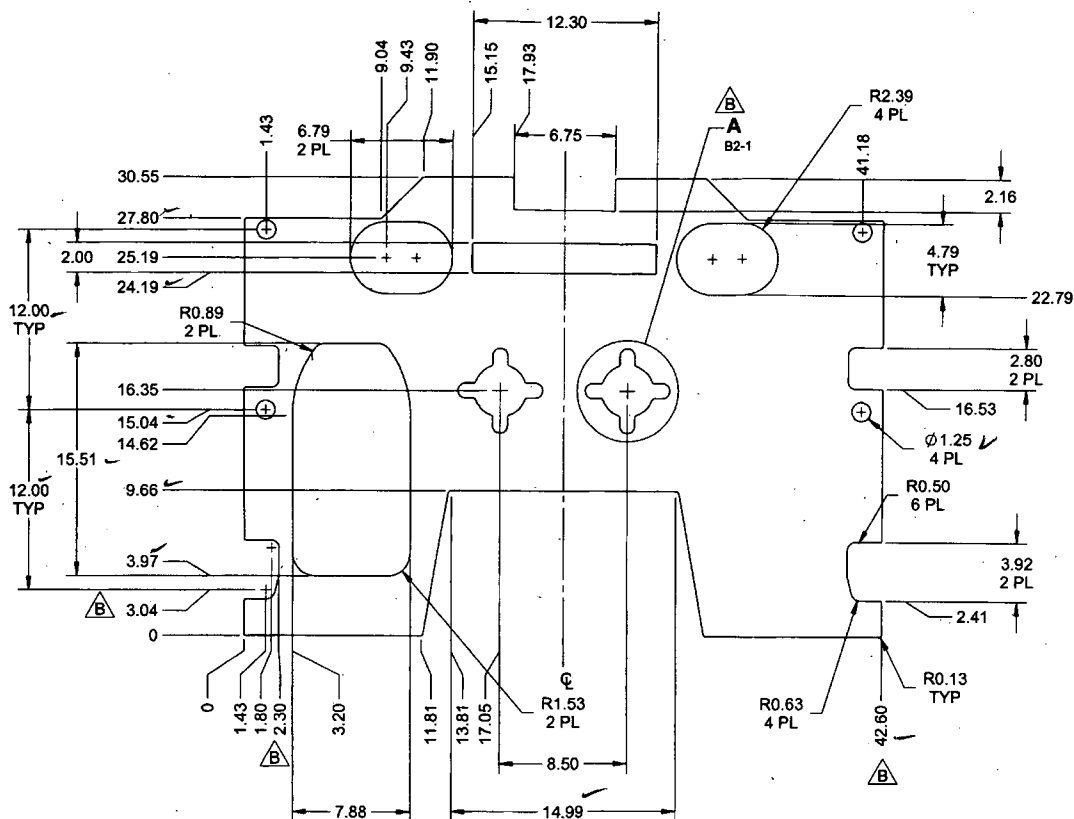 12.30
9.04
9.43
11.90
15.15
17.93
B
A
B2-1
R2.39
4 PL
1.43
6.79
2 PL
6.75
41.18
30.55
2.16
27.80
2.00
25.19
4.79
TYP
24.19
22.79
12.00
TYP
R0.89
2 PL
2.80
2 PL
16.35
16.53
15.04
14.62
Ø1.25
4 PL
15.51
12.00
TYP
9.66
R0.50
6 PL
3.97
3.92
2 PL
B
3.04
2.41
0
R0.13
TYP
0
1.43
1.80
2.30
3.20
11.81
13.81
17.05
℄
R1.53
2 PL
R0.63
4 PL
42.60
B
B
8.50
7.88
14.99